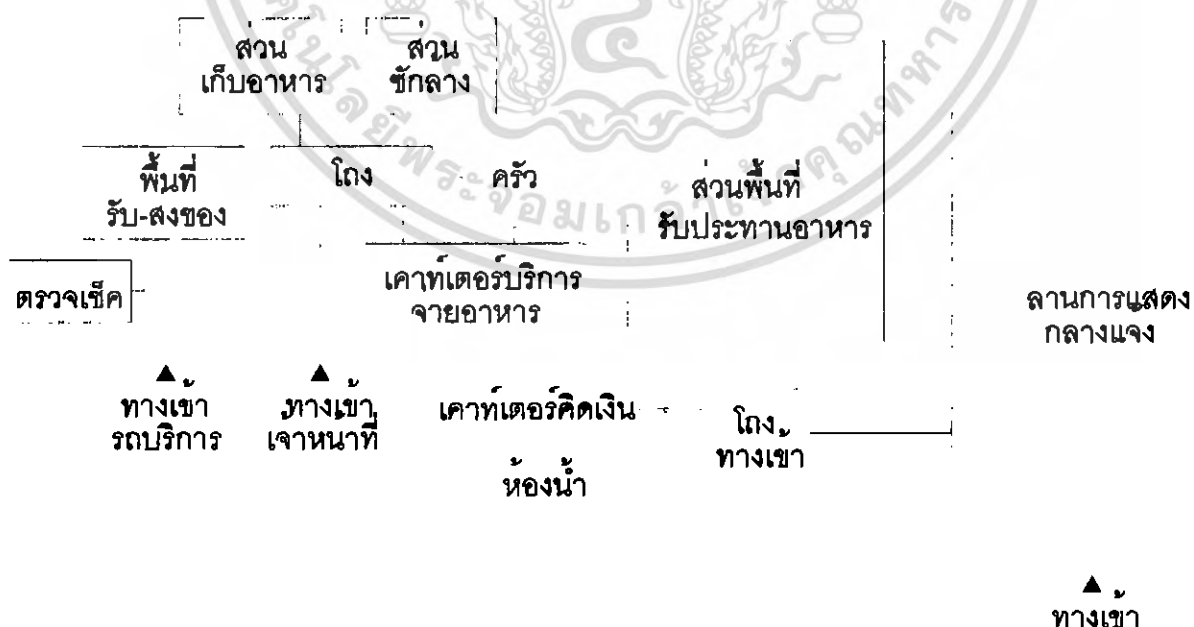 ส่วน
เก็บอาหาร
ส่วน
ซักล้าง
พื้นที่
รับ-ส่งของ
โถง
ครัว
ส่วนพื้นที่
รับประทานอาหาร
ตรวจเช็ค
เคาท์เตอร์บริการ
จ่ายอาหาร
ลานการแสดง
กลางแจ้ง
▲
ทางเข้า
รถบริการ
▲
ทางเข้า
เจ้าหน้าที่
เคาท์เตอร์คิดเงิน
โถง
ทางเข้า
ห้องน้ำ
▲
ทางเข้า